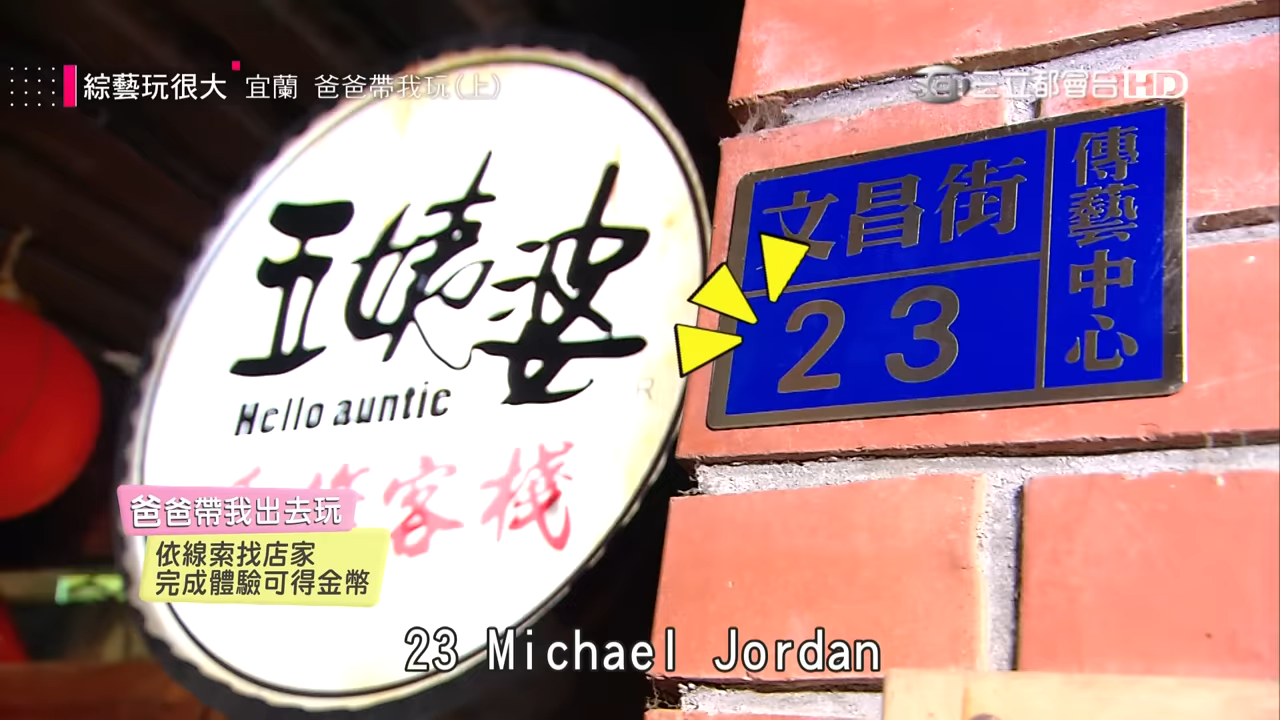 綜藝玩很大 宜蘭 爸爸帶我玩(上)
三立都會台HD
五姨婆
Hello auntie
R
客棧
文昌街
23
傳藝中心
爸爸帶我出去玩
依線索找店家
完成體驗可得金幣
23 Michael Jordan